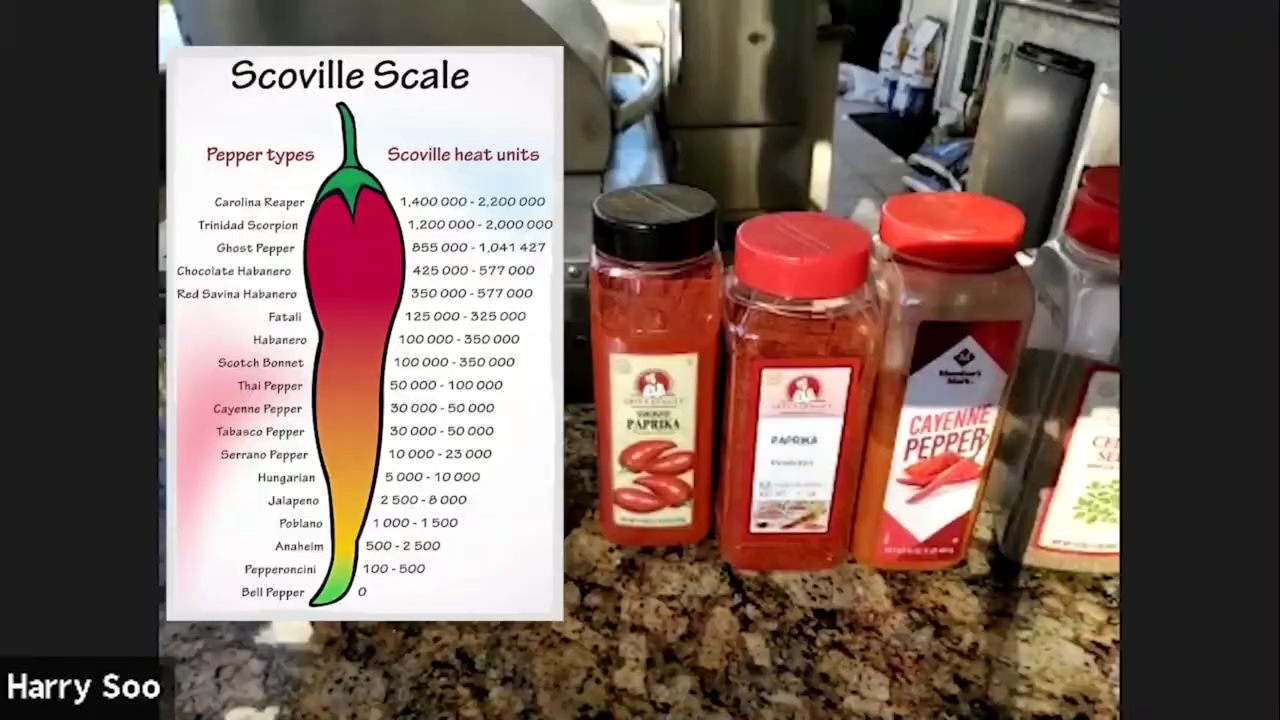 Scoville Scale
Pepper types Scoville heat units
Carolina Reaper 1,400 000 - 2,200 000
Trinidad Scorpion 1,200 000 - 2,000 000
Ghost Pepper 855 000 - 1,041 427
Chocolate Habanero 425 000 - 577 000
Red Savina Habanero 350 000 - 577 000
Fatali 125 000 - 325 000
Habanero 100 000 - 350 000
Scotch Bonnet 100 000 - 350 000
Thai Pepper 50 000 - 100 000
Cayenne Pepper 30 000 - 50 000
Tabasco Pepper 30 000 - 50 000
Serrano Pepper 10 000 - 23 000
Hungarian 5 000 - 10 000
Jalapeno 2 500 - 8 000
Poblano 1 000 - 1 500
Anaheim 500 - 2 500
Pepperoncini 100 - 500
Bell Pepper 0
PAPRIKA
PAPRIKA
Member's
Mark
CAYENNE
PEPPER
Harry Soo